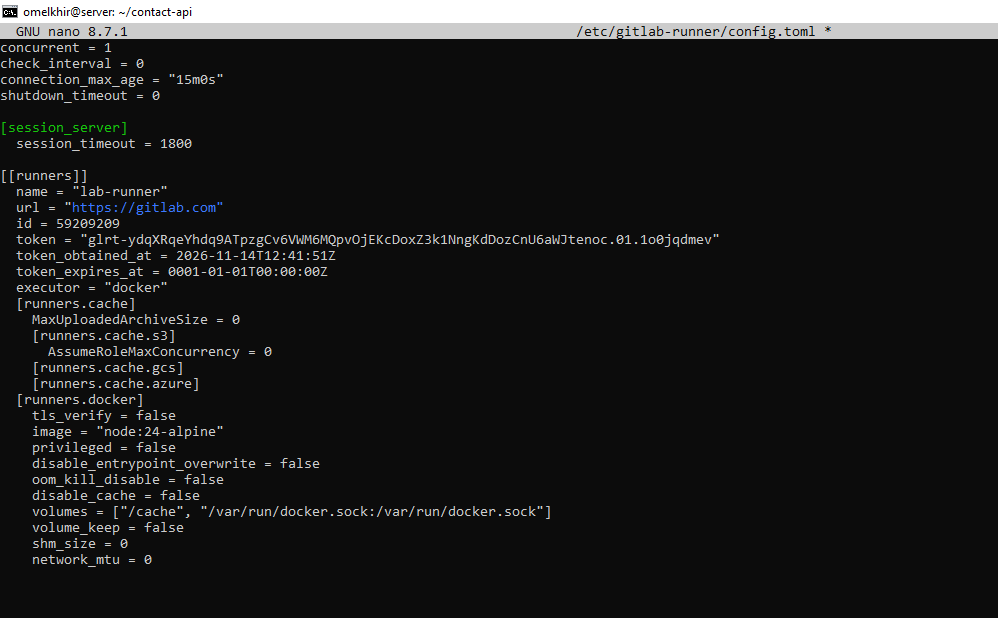 omelkhir@server: ~/contact-api
GNU nano 8.7.1 /etc/gitlab-runner/config.toml *
concurrent = 1
check_interval = 0
connection_max_age = "15m0s"
shutdown_timeout = 0
[session_server]
session_timeout = 1800
[[runners]]
name = "lab-runner"
url = "https://gitlab.com"
id = 59209209
token = "glrt-ydqXRqeYhdq9ATpzgCv6VWM6MQpvOjEKcDoxZ3k1NngKdDozCnU6aWJtenoc.01.1o0jqdmev"
token_obtained_at = 2026-11-14T12:41:51Z
token_expires_at = 0001-01-01T00:00:00Z
executor = "docker"
[runners.cache]
MaxUploadedArchiveSize = 0
[runners.cache.s3]
AssumeRoleMaxConcurrency = 0
[runners.cache.gcs]
[runners.cache.azure]
[runners.docker]
tls_verify = false
image = "node:24-alpine"
privileged = false
disable_entrypoint_overwrite = false
oom_kill_disable = false
disable_cache = false
volumes = ["/cache", "/var/run/docker.sock:/var/run/docker.sock"]
volume_keep = false
shm_size = 0
network_mtu = 0